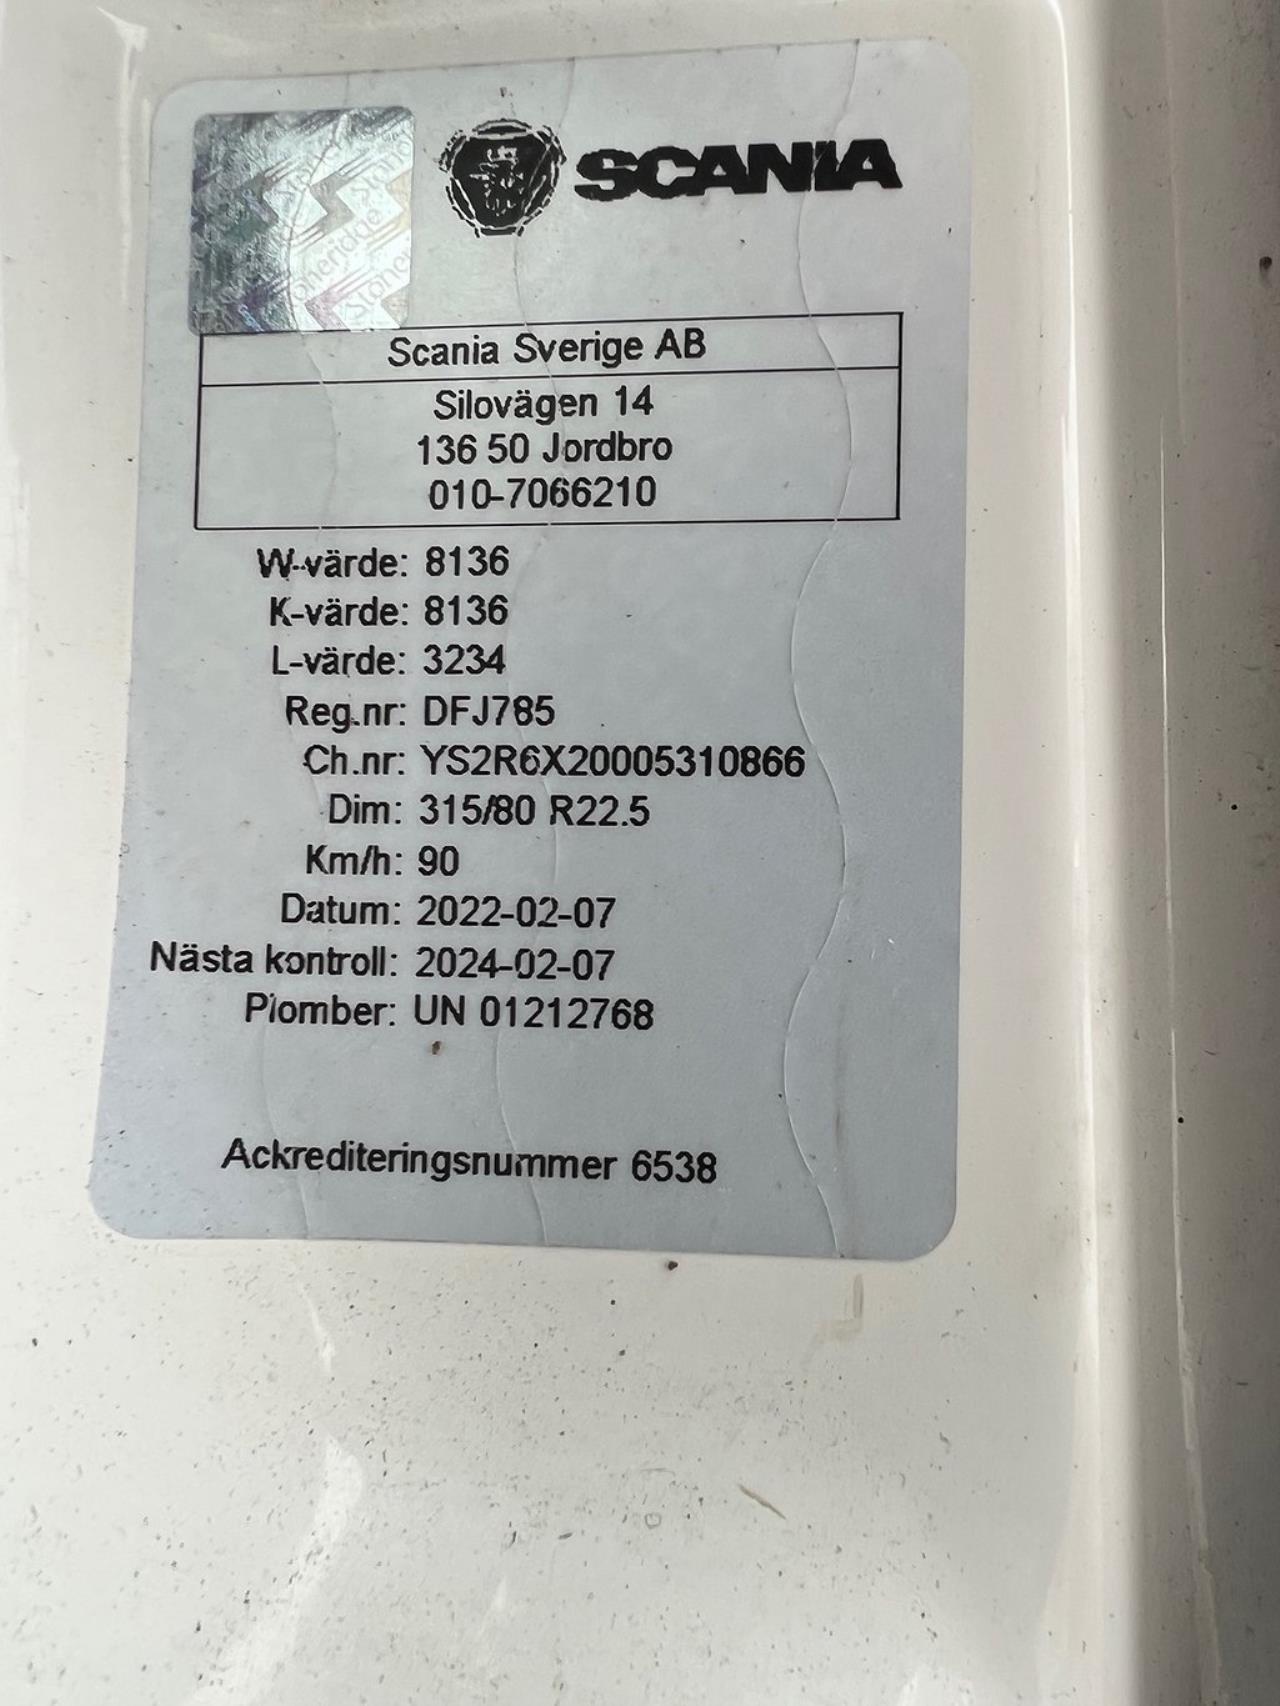 SCANIA
Scania Sverige AB
Silovägen 14
136 50 Jordbro
010-7066210
W-värde: 8136
K-värde: 8136
L-värde: 3234
Reg.nr: DFJ785
Ch.nr: YS2R6X20005310866
Dim: 315/80 R22.5
Km/h: 90
Datum: 2022-02-07
Nästa kontroll: 2024-02-07
Plomber: UN 01212768
Ackrediteringsnummer 6538
Stoneridge